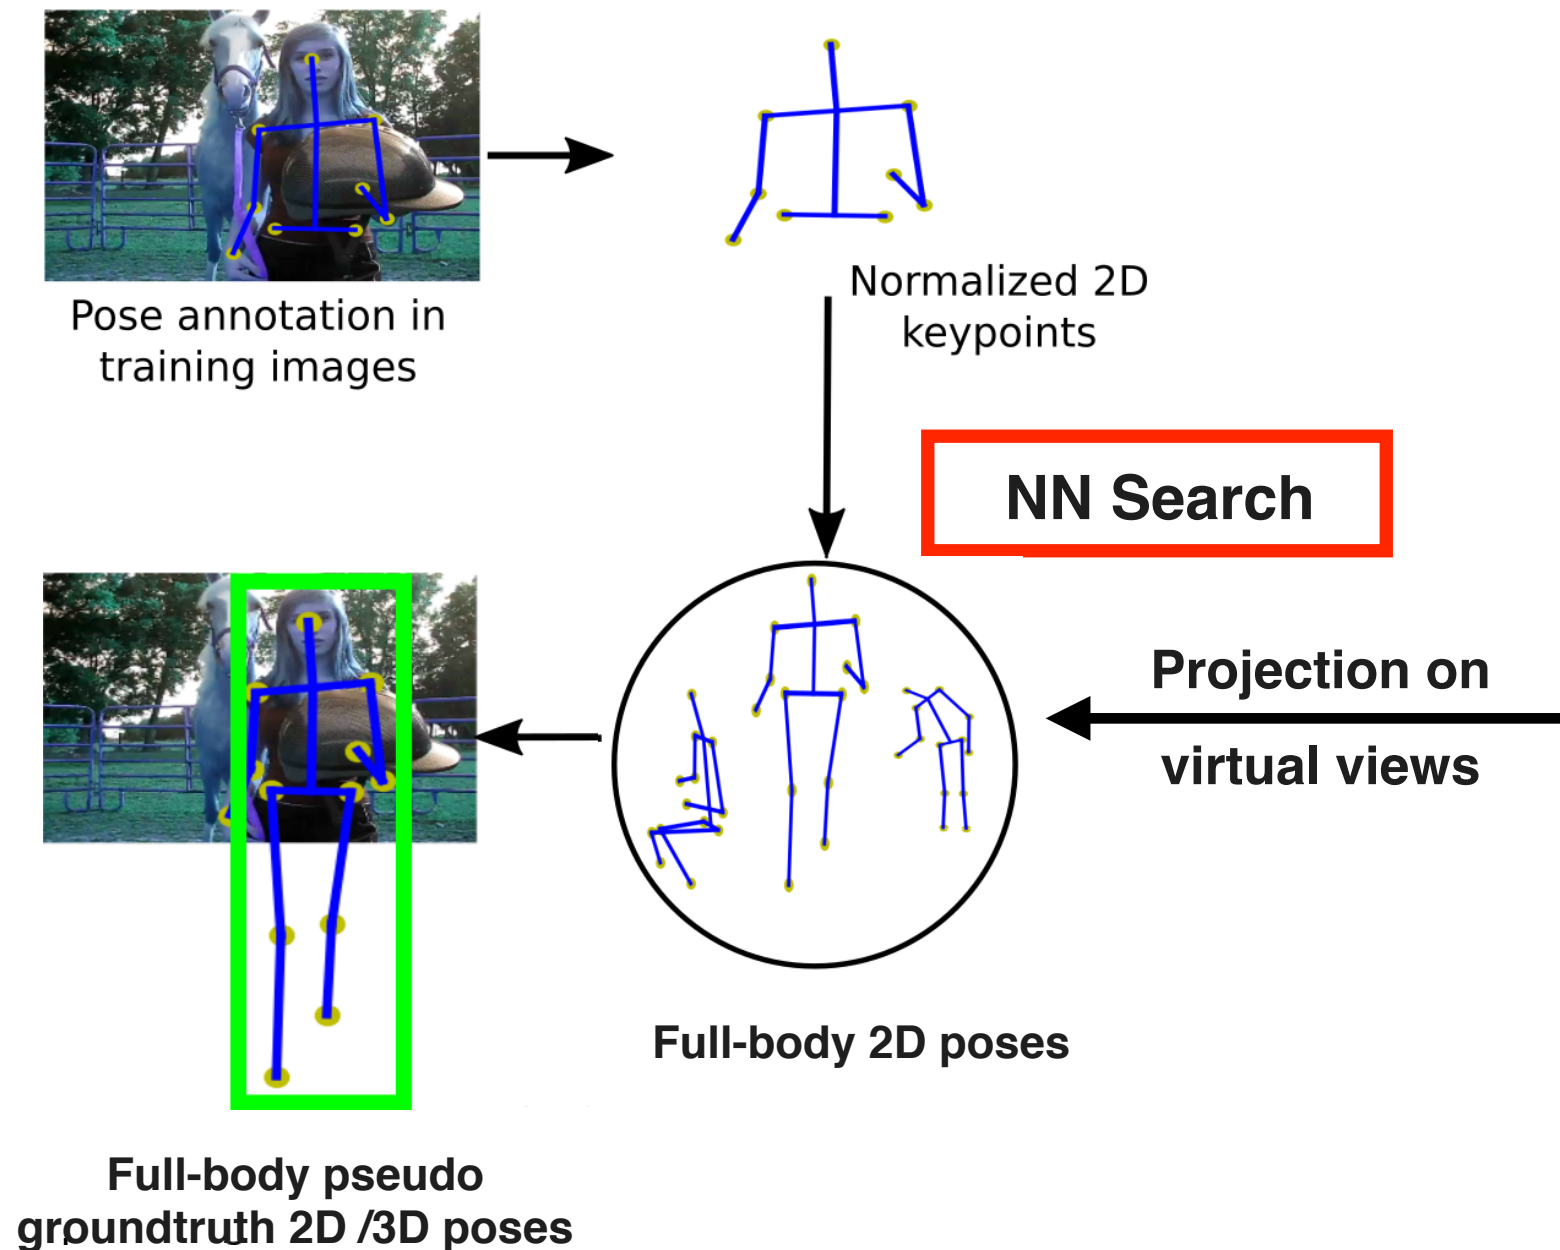 Pose annotation in
training images
Normalized 2D
keypoints
NN Search
Projection on
virtual views
Full-body 2D poses
Full-body pseudo
groundtruth 2D /3D poses